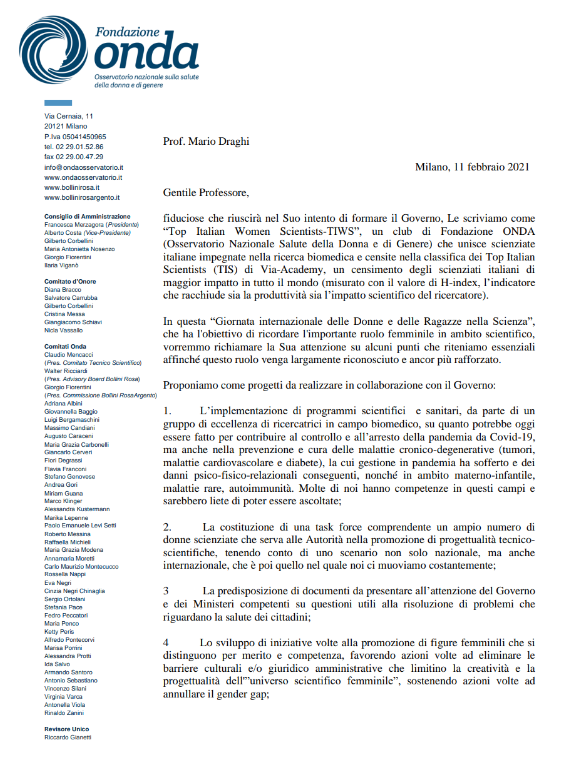 Fondazione
onda
Osservatorio nazionale sulla salute
della donna e di genere
Via Cernaia, 11
20121 Milano
P.Iva 05041450965
tel. 02 29.01.52.86
fax 02 29.00.47.29
info@ondaosservatorio.it
www.ondaosservatorio.it
www.bollinirosa.it
www.bollinirosargento.it
Consiglio di Amministrazione
Francesca Merzagora (Presidente)
Alberto Costa (Vice-Presidente)
Gilberto Corbellini
Maria Antonietta Nosenzo
Giorgio Fiorentini
Ilaria Viganò
Comitato d'Onore
Diana Bracco
Salvatore Carrubba
Gilberto Corbellini
Cristina Messa
Giangiacomo Schiavi
Nicla Vassallo
Comitati Onda
Claudio Mencacci
(Pres. Comitato Tecnico Scientifico)
Walter Ricciardi
(Pres. Advisory Board Bollini Rosa)
Giorgio Fiorentini
(Pres. Commissione Bollini RosaArgento)
Adriana Albini
Giovannella Baggio
Luigi Bergamaschini
Massimo Candiani
Augusto Caraceni
Maria Grazia Carbonelli
Giancarlo Cerveri
Flori Degrassi
Flavia Franconi
Stefano Genovese
Andrea Gori
Miriam Guana
Marco Klinger
Alessandra Kustermann
Marika Lepenne
Paolo Emanuele Levi Setti
Roberto Messina
Raffaella Michieli
Maria Grazia Modena
Annamaria Moretti
Carlo Maurizio Montecucco
Rossella Nappi
Eva Negri
Cinzia Negri Chinaglia
Sergio Ortolani
Stefania Pace
Fedro Peccatori
Maria Penco
Ketty Peris
Alfredo Pontecorvi
Marisa Porrini
Alessandra Protti
Ida Salvo
Armando Santoro
Antonio Sebastiano
Vincenzo Silani
Virginia Varca
Antonella Viola
Rinaldo Zanini
Revisore Unico
Riccardo Gianetti
Prof. Mario Draghi
Milano, 11 febbraio 2021
Gentile Professore,
fiduciose che riuscirà nel Suo intento di formare il Governo, Le scriviamo come
“Top Italian Women Scientists-TIWS”, un club di Fondazione ONDA
(Osservatorio Nazionale Salute della Donna e di Genere) che unisce scienziate
italiane impegnate nella ricerca biomedica e censite nella classifica dei Top Italian
Scientists (TIS) di Via-Academy, un censimento degli scienziati italiani di
maggior impatto in tutto il mondo (misurato con il valore di H-index, l'indicatore
che racchiude sia la produttività sia l'impatto scientifico del ricercatore).
In questa “Giornata internazionale delle Donne e delle Ragazze nella Scienza”,
che ha l'obiettivo di ricordare l'importante ruolo femminile in ambito scientifico,
vorremmo richiamare la Sua attenzione su alcuni punti che riteniamo essenziali
affinché questo ruolo venga largamente riconosciuto e ancor più rafforzato.
Proponiamo come progetti da realizzare in collaborazione con il Governo:
1. L'implementazione di programmi scientifici e sanitari, da parte di un
gruppo di eccellenza di ricercatrici in campo biomedico, su quanto potrebbe oggi
essere fatto per contribuire al controllo e all'arresto della pandemia da Covid-19,
ma anche nella prevenzione e cura delle malattie cronico-degenerative (tumori,
malattie cardiovascolare e diabete), la cui gestione in pandemia ha sofferto e dei
danni psico-fisico-relazionali conseguenti, nonché in ambito materno-infantile,
malattie rare, autoimmunità. Molte di noi hanno competenze in questi campi e
sarebbero liete di poter essere ascoltate;
2. La costituzione di una task force comprendente un ampio numero di
donne scienziate che serva alle Autorità nella promozione di progettualità tecnico-
scientifiche, tenendo conto di uno scenario non solo nazionale, ma anche
internazionale, che è poi quello nel quale noi ci muoviamo costantemente;
3 La predisposizione di documenti da presentare all'attenzione del Governo
e dei Ministeri competenti su questioni utili alla risoluzione di problemi che
riguardano la salute dei cittadini;
4 Lo sviluppo di iniziative volte alla promozione di figure femminili che si
distinguono per merito e competenza, favorendo azioni volte ad eliminare le
barriere culturali e/o giuridico amministrative che limitino la creatività e la
progettualità dell'"universo scientifico femminile”, sostenendo azioni volte ad
annullare il gender gap;